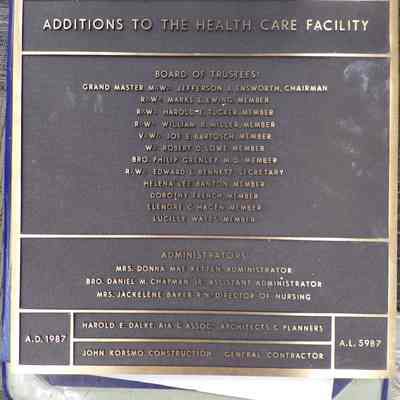 ADDITIONS TO THE HEALTH CARE FACILITY
BOARD OF TRUSTEES:
GRAND MASTER M∴W∴ JEFFERSON J. ENSWORTH, CHAIRMAN
R∴W∴ MARKS L. EWING, MEMBER
R∴W∴ HAROLD E. TUCKER, MEMBER
R∴W∴ WILLIAM R. MILLER, MEMBER
V∴W∴ JOE E. BARTOSCH, MEMBER
W∴ ROBERT D. LOWE, MEMBER
BRO. PHILIP GRENLEY, M.D., MEMBER
R∴W∴ EDWARD L. BENNETT, SECRETARY
HELENA LEE BANTON, MEMBER
DOROTHY FRENCH, MEMBER
ELENORE C. HAGEN, MEMBER
LUCILLE WATES, MEMBER
ADMINISTRATORS:
MRS. DONNA MAE KETTEN, ADMINISTRATOR
BRO. DANIEL M. CHAPMAN JR., ASSISTANT ADMINISTRATOR
MRS. JACKELENE BAKER R.N. DIRECTOR OF NURSING
A.D. 1987
HAROLD E. DALKE AIA & ASSOC., ARCHITECTS & PLANNERS
JOHN KORSMO CONSTRUCTION - GENERAL CONTRACTOR
A.L. 5987